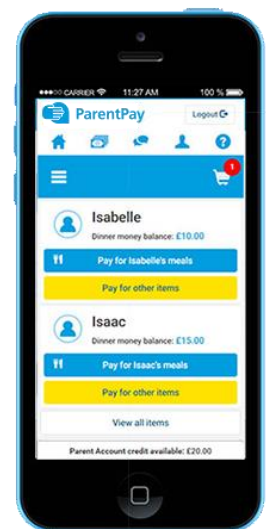 CARRIER 11:27 AM 100 %
ParentPay Logout
?
1
Isabelle
Dinner money balance: £10.00
Pay for Isabelle's meals
Pay for other items
Isaac
Dinner money balance: £15.00
Pay for Isaac's meals
Pay for other items
View all items
Parent Account credit available: £20.00